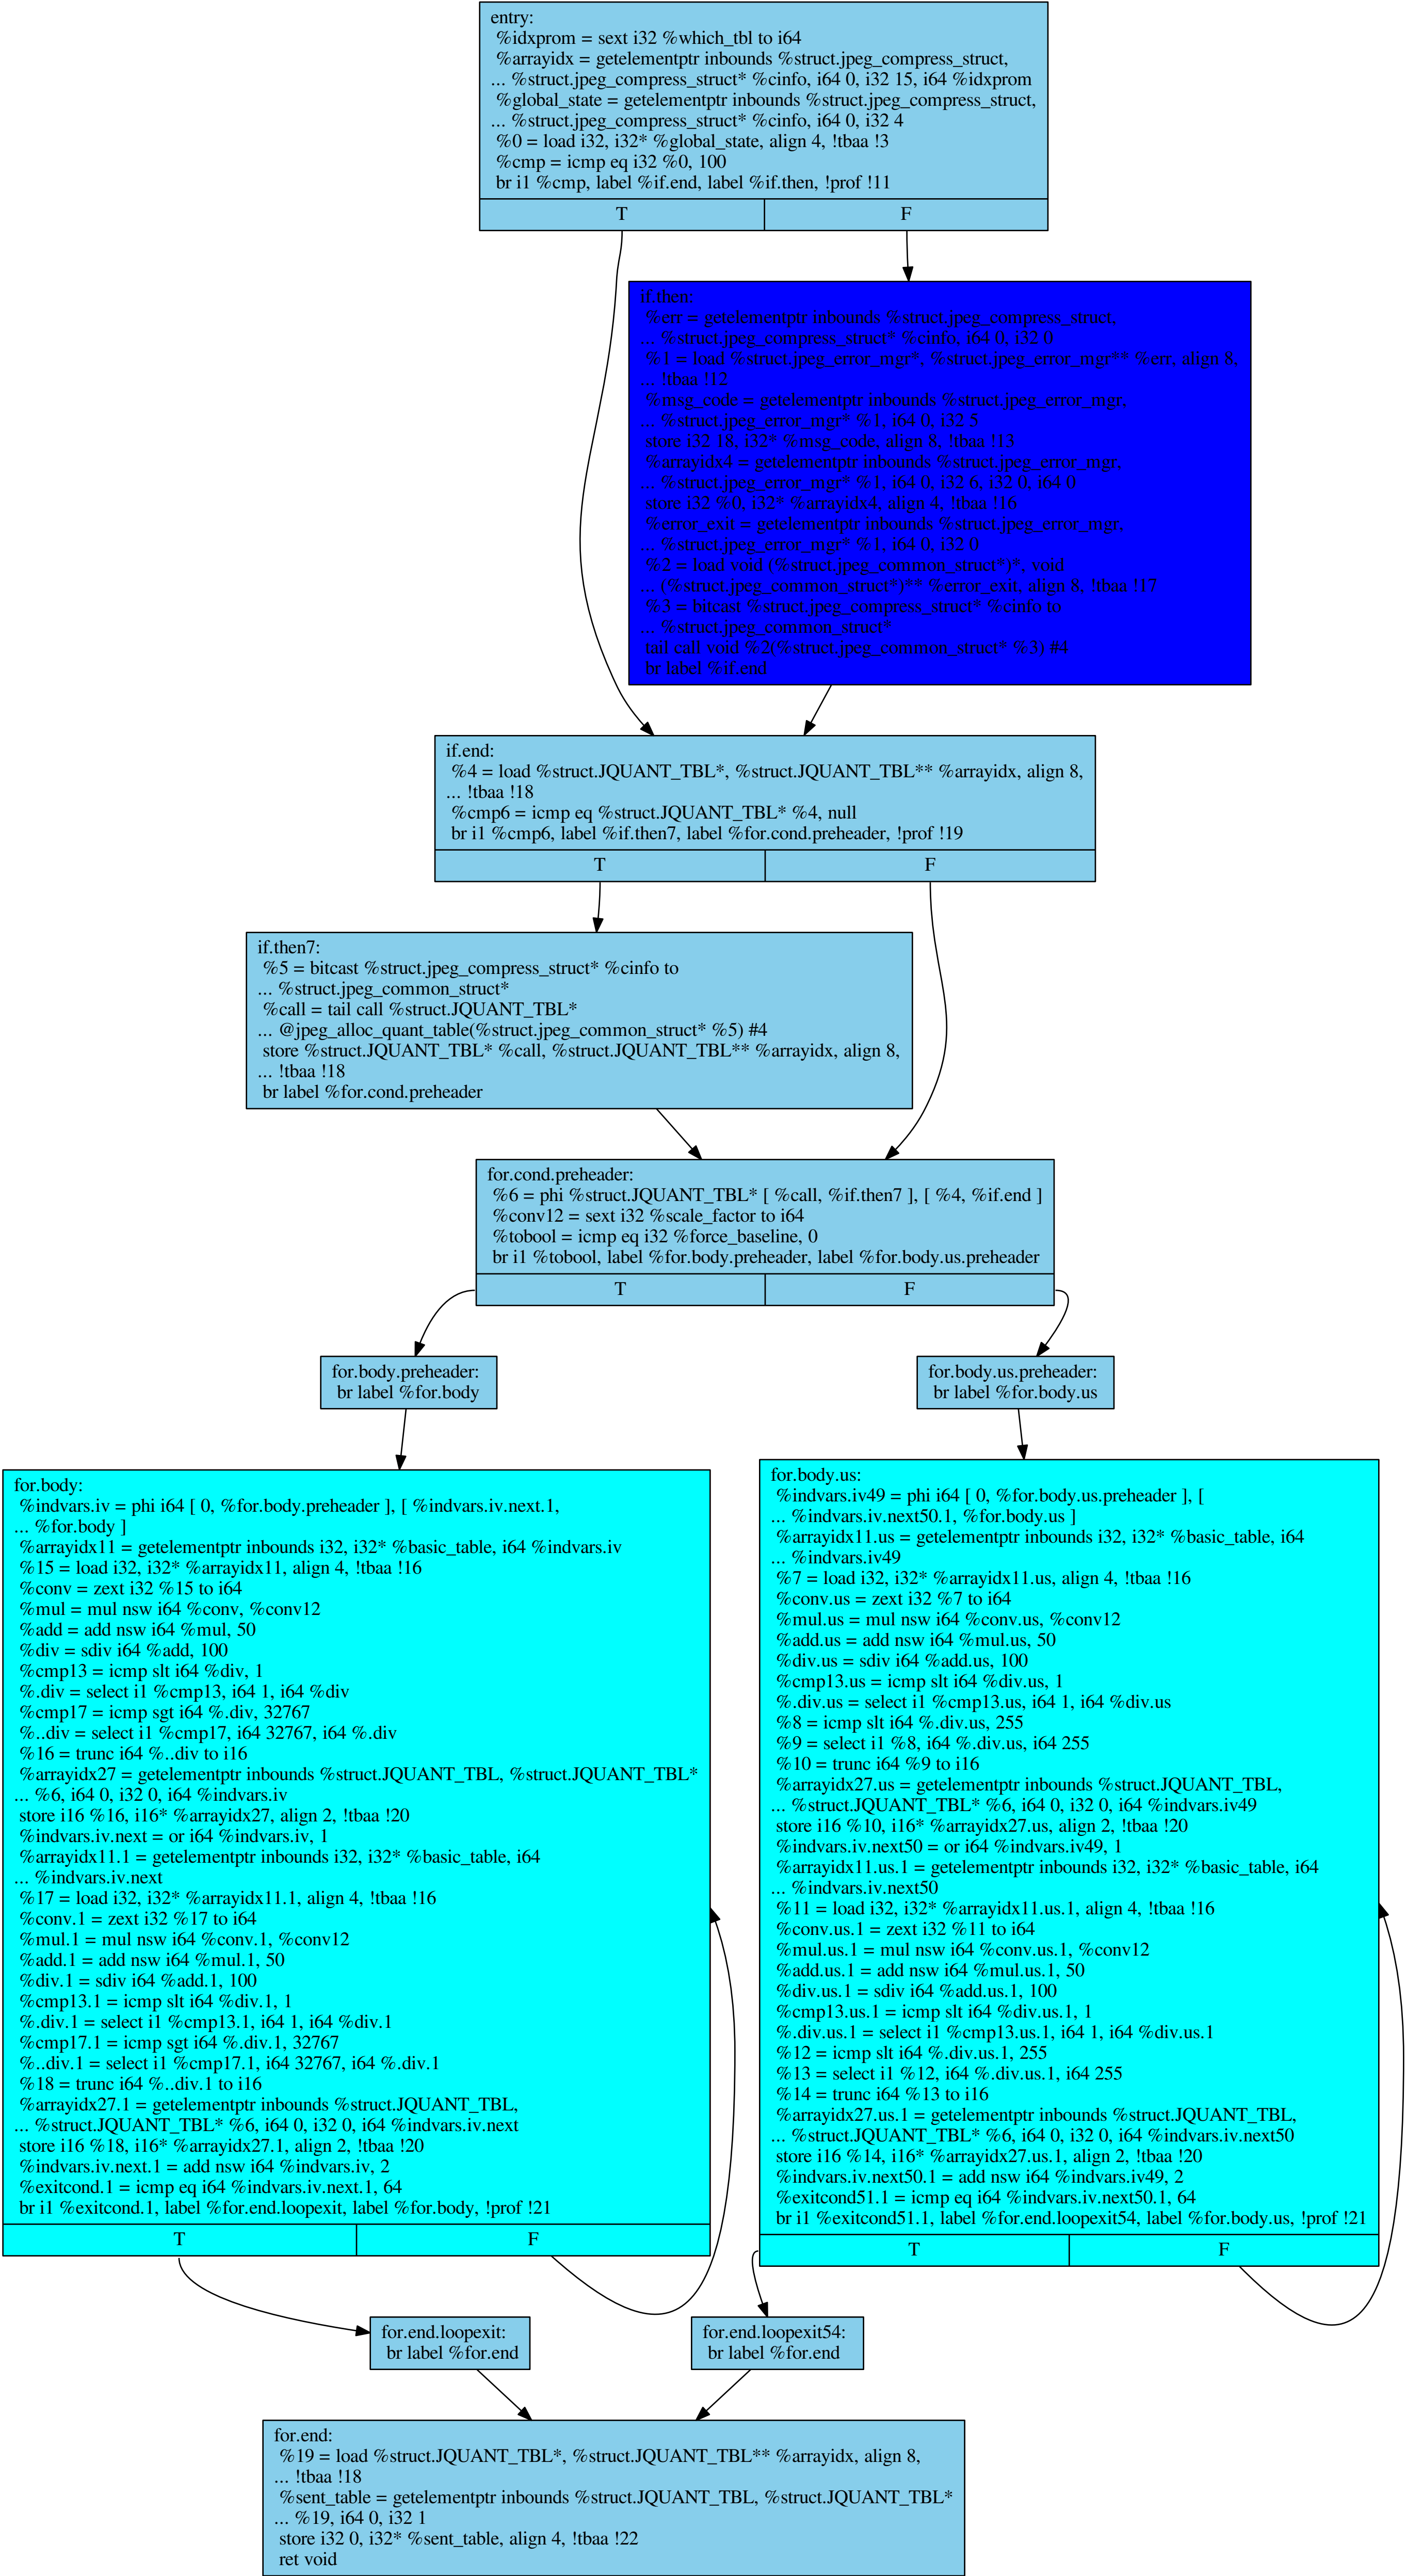 entry:
%idxprom = sext i32 %which_tbl to i64
%arrayidx = getelementptr inbounds %struct.jpeg_compress_struct,
... %struct.jpeg_compress_struct* %cinfo, i64 0, i32 15, i64 %idxprom
%global_state = getelementptr inbounds %struct.jpeg_compress_struct,
... %struct.jpeg_compress_struct* %cinfo, i64 0, i32 4
%0 = load i32, i32* %global_state, align 4, !tbaa !3
%cmp = icmp eq i32 %0, 100
br i1 %cmp, label %if.end, label %if.then, !prof !11
T F
if.then:
%err = getelementptr inbounds %struct.jpeg_compress_struct,
... %struct.jpeg_compress_struct* %cinfo, i64 0, i32 0
%1 = load %struct.jpeg_error_mgr*, %struct.jpeg_error_mgr** %err, align 8,
... !tbaa !12
%msg_code = getelementptr inbounds %struct.jpeg_error_mgr,
... %struct.jpeg_error_mgr* %1, i64 0, i32 5
store i32 18, i32* %msg_code, align 8, !tbaa !13
%arrayidx4 = getelementptr inbounds %struct.jpeg_error_mgr,
... %struct.jpeg_error_mgr* %1, i64 0, i32 6, i32 0, i64 0
store i32 %0, i32* %arrayidx4, align 4, !tbaa !16
%error_exit = getelementptr inbounds %struct.jpeg_error_mgr,
... %struct.jpeg_error_mgr* %1, i64 0, i32 0
%2 = load void (%struct.jpeg_common_struct*)*, void
... (%struct.jpeg_common_struct*)** %error_exit, align 8, !tbaa !17
%3 = bitcast %struct.jpeg_compress_struct* %cinfo to
... %struct.jpeg_common_struct*
tail call void %2(%struct.jpeg_common_struct* %3) #4
br label %if.end
if.end:
%4 = load %struct.JQUANT_TBL*, %struct.JQUANT_TBL** %arrayidx, align 8,
... !tbaa !18
%cmp6 = icmp eq %struct.JQUANT_TBL* %4, null
br i1 %cmp6, label %if.then7, label %for.cond.preheader, !prof !19
T F
if.then7:
%5 = bitcast %struct.jpeg_compress_struct* %cinfo to
... %struct.jpeg_common_struct*
%call = tail call %struct.JQUANT_TBL*
... @jpeg_alloc_quant_table(%struct.jpeg_common_struct* %5) #4
store %struct.JQUANT_TBL* %call, %struct.JQUANT_TBL** %arrayidx, align 8,
... !tbaa !18
br label %for.cond.preheader
for.cond.preheader:
%6 = phi %struct.JQUANT_TBL* [ %call, %if.then7 ], [ %4, %if.end ]
%conv12 = sext i32 %scale_factor to i64
%tobool = icmp eq i32 %force_baseline, 0
br i1 %tobool, label %for.body.preheader, label %for.body.us.preheader
T F
for.body.preheader:
br label %for.body
for.body.us.preheader:
br label %for.body.us
for.body:
%indvars.iv = phi i64 [ 0, %for.body.preheader ], [ %indvars.iv.next.1,
... %for.body ]
%arrayidx11 = getelementptr inbounds i32, i32* %basic_table, i64 %indvars.iv
%15 = load i32, i32* %arrayidx11, align 4, !tbaa !16
%conv = zext i32 %15 to i64
%mul = mul nsw i64 %conv, %conv12
%add = add nsw i64 %mul, 50
%div = sdiv i64 %add, 100
%cmp13 = icmp slt i64 %div, 1
%.div = select i1 %cmp13, i64 1, i64 %div
%cmp17 = icmp sgt i64 %.div, 32767
%..div = select i1 %cmp17, i64 32767, i64 %.div
%16 = trunc i64 %..div to i16
%arrayidx27 = getelementptr inbounds %struct.JQUANT_TBL, %struct.JQUANT_TBL*
... %6, i64 0, i32 0, i64 %indvars.iv
store i16 %16, i16* %arrayidx27, align 2, !tbaa !20
%indvars.iv.next = or i64 %indvars.iv, 1
%arrayidx11.1 = getelementptr inbounds i32, i32* %basic_table, i64
... %indvars.iv.next
%17 = load i32, i32* %arrayidx11.1, align 4, !tbaa !16
%conv.1 = zext i32 %17 to i64
%mul.1 = mul nsw i64 %conv.1, %conv12
%add.1 = add nsw i64 %mul.1, 50
%div.1 = sdiv i64 %add.1, 100
%cmp13.1 = icmp slt i64 %div.1, 1
%.div.1 = select i1 %cmp13.1, i64 1, i64 %div.1
%cmp17.1 = icmp sgt i64 %.div.1, 32767
%..div.1 = select i1 %cmp17.1, i64 32767, i64 %.div.1
%18 = trunc i64 %..div.1 to i16
%arrayidx27.1 = getelementptr inbounds %struct.JQUANT_TBL,
... %struct.JQUANT_TBL* %6, i64 0, i32 0, i64 %indvars.iv.next
store i16 %18, i16* %arrayidx27.1, align 2, !tbaa !20
%indvars.iv.next.1 = add nsw i64 %indvars.iv, 2
%exitcond.1 = icmp eq i64 %indvars.iv.next.1, 64
br i1 %exitcond.1, label %for.end.loopexit, label %for.body, !prof !21
T F
for.body.us:
%indvars.iv49 = phi i64 [ 0, %for.body.us.preheader ], [
... %indvars.iv.next50.1, %for.body.us ]
%arrayidx11.us = getelementptr inbounds i32, i32* %basic_table, i64
... %indvars.iv49
%7 = load i32, i32* %arrayidx11.us, align 4, !tbaa !16
%conv.us = zext i32 %7 to i64
%mul.us = mul nsw i64 %conv.us, %conv12
%add.us = add nsw i64 %mul.us, 50
%div.us = sdiv i64 %add.us, 100
%cmp13.us = icmp slt i64 %div.us, 1
%.div.us = select i1 %cmp13.us, i64 1, i64 %div.us
%8 = icmp slt i64 %.div.us, 255
%9 = select i1 %8, i64 %.div.us, i64 255
%10 = trunc i64 %9 to i16
%arrayidx27.us = getelementptr inbounds %struct.JQUANT_TBL,
... %struct.JQUANT_TBL* %6, i64 0, i32 0, i64 %indvars.iv49
store i16 %10, i16* %arrayidx27.us, align 2, !tbaa !20
%indvars.iv.next50 = or i64 %indvars.iv49, 1
%arrayidx11.us.1 = getelementptr inbounds i32, i32* %basic_table, i64
... %indvars.iv.next50
%11 = load i32, i32* %arrayidx11.us.1, align 4, !tbaa !16
%conv.us.1 = zext i32 %11 to i64
%mul.us.1 = mul nsw i64 %conv.us.1, %conv12
%add.us.1 = add nsw i64 %mul.us.1, 50
%div.us.1 = sdiv i64 %add.us.1, 100
%cmp13.us.1 = icmp slt i64 %div.us.1, 1
%.div.us.1 = select i1 %cmp13.us.1, i64 1, i64 %div.us.1
%12 = icmp slt i64 %.div.us.1, 255
%13 = select i1 %12, i64 %.div.us.1, i64 255
%14 = trunc i64 %13 to i16
%arrayidx27.us.1 = getelementptr inbounds %struct.JQUANT_TBL,
... %struct.JQUANT_TBL* %6, i64 0, i32 0, i64 %indvars.iv.next50
store i16 %14, i16* %arrayidx27.us.1, align 2, !tbaa !20
%indvars.iv.next50.1 = add nsw i64 %indvars.iv49, 2
%exitcond51.1 = icmp eq i64 %indvars.iv.next50.1, 64
br i1 %exitcond51.1, label %for.end.loopexit54, label %for.body.us, !prof !21
T F
for.end.loopexit:
br label %for.end
for.end.loopexit54:
br label %for.end
for.end:
%19 = load %struct.JQUANT_TBL*, %struct.JQUANT_TBL** %arrayidx, align 8,
... !tbaa !18
%sent_table = getelementptr inbounds %struct.JQUANT_TBL, %struct.JQUANT_TBL*
... %19, i64 0, i32 1
store i32 0, i32* %sent_table, align 4, !tbaa !22
ret void